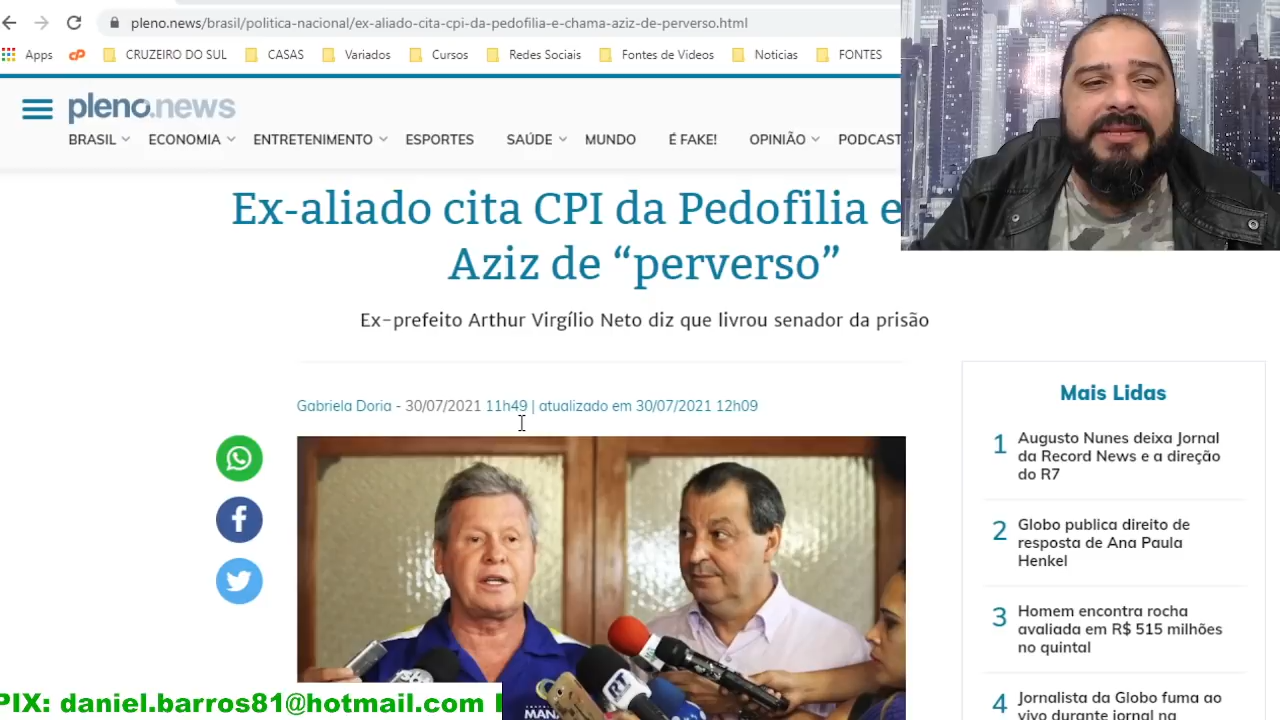 pleno.news/brasil/politica-nacional/ex-aliado-cita-cpi-da-pedofilia-e-chama-aziz-de-perverso.html
Apps CRUZEIRO DO SUL CASAS Variados Cursos Redes Sociais Fontes de Vídeos Noticias FONTES
pleno.news
BRASIL ECONOMIA ENTRETENIMENTO ESPORTES SAÚDE MUNDO É FAKE! OPINIÃO PODCAST
Ex-aliado cita CPI da Pedofilia e
Aziz de “perverso”
Ex-prefeito Arthur Virgílio Neto diz que livrou senador da prisão
Gabriela Doria - 30/07/2021 11h49 | atualizado em 30/07/2021 12h09
Mais Lidas
1 Augusto Nunes deixa Jornal
da Record News e a direção
do R7
2 Globo publica direito de
resposta de Ana Paula
Henkel
3 Homem encontra rocha
avaliada em R$ 515 milhões
no quintal
4 Jornalista da Globo fuma ao
vivo durante jornal na
PIX: daniel.barros81@hotmail.com